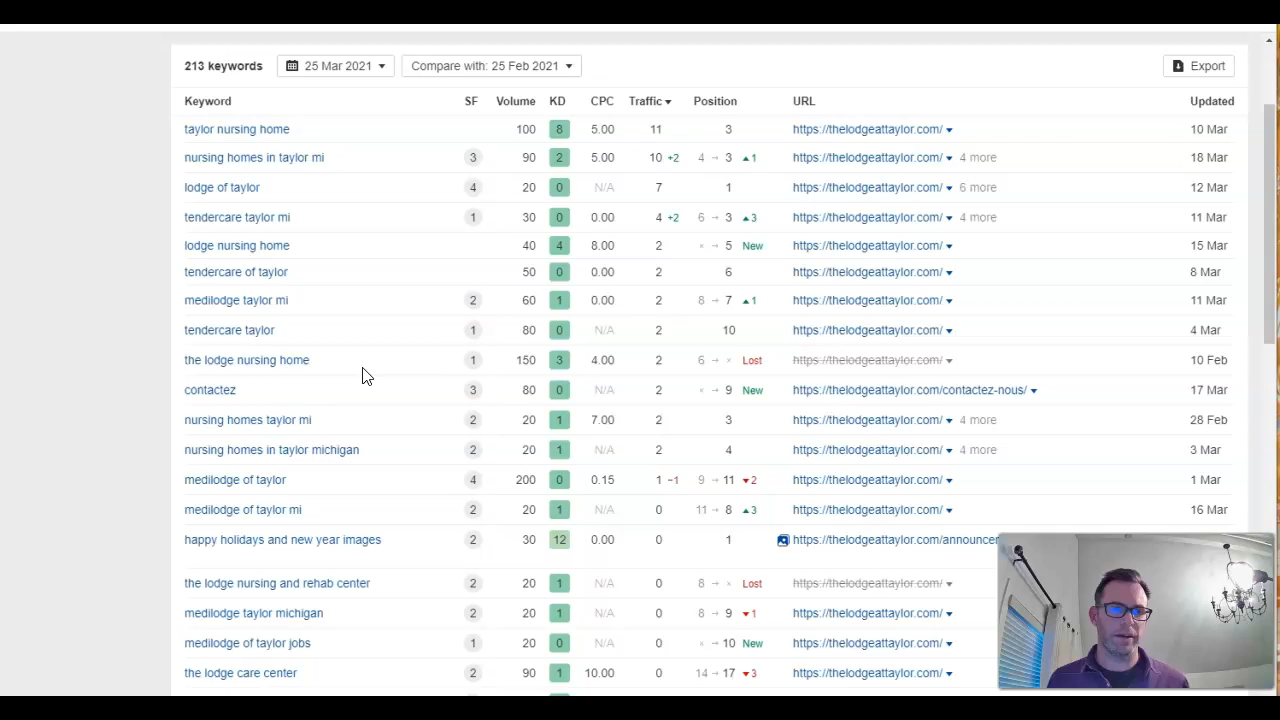 213 keywords 25 Mar 2021 Compare with: 25 Feb 2021 Export
Keyword SF Volume KD CPC Traffic Position URL Updated
taylor nursing home 100 8 5.00 11 3 https://thelodgeattaylor.com/ 10 Mar
nursing homes in taylor mi 3 90 2 5.00 10 +2 4 → 3 ▲1 https://thelodgeattaylor.com/ 4 more 18 Mar
lodge of taylor 4 20 0 N/A 7 1 https://thelodgeattaylor.com/ 6 more 12 Mar
tendercare taylor mi 1 30 0 0.00 4 +2 6 → 3 ▲3 https://thelodgeattaylor.com/ 4 more 11 Mar
lodge nursing home 40 4 8.00 2 × → 5 New https://thelodgeattaylor.com/ 15 Mar
tendercare of taylor 50 0 0.00 2 6 https://thelodgeattaylor.com/ 8 Mar
medilodge taylor mi 2 60 1 0.00 2 8 → 7 ▲1 https://thelodgeattaylor.com/ 11 Mar
tendercare taylor 1 80 0 N/A 2 10 https://thelodgeattaylor.com/ 4 Mar
the lodge nursing home 1 150 3 4.00 2 6 → × Lost https://thelodgeattaylor.com/ 10 Feb
contactez 3 80 0 N/A 2 × → 9 New https://thelodgeattaylor.com/contactez-nous/ 17 Mar
nursing homes taylor mi 2 20 1 7.00 2 3 https://thelodgeattaylor.com/ 4 more 28 Feb
nursing homes in taylor michigan 2 20 1 N/A 2 4 https://thelodgeattaylor.com/ 4 more 3 Mar
medilodge of taylor 4 200 0 0.15 1 −1 9 → 11 ▼2 https://thelodgeattaylor.com/ 1 Mar
medilodge of taylor mi 2 20 1 N/A 0 11 → 8 ▲3 https://thelodgeattaylor.com/ 16 Mar
happy holidays and new year images 2 30 12 0.00 0 1 https://thelodgeattaylor.com/announcer
the lodge nursing and rehab center 2 20 1 N/A 0 8 → × Lost https://thelodgeattaylor.com/
medilodge taylor michigan 2 20 1 N/A 0 8 → 9 ▼1 https://thelodgeattaylor.com/
medilodge of taylor jobs 1 20 0 N/A 0 × → 10 New https://thelodgeattaylor.com/
the lodge care center 2 90 1 10.00 0 14 → 17 ▼3 https://thelodgeattaylor.com/